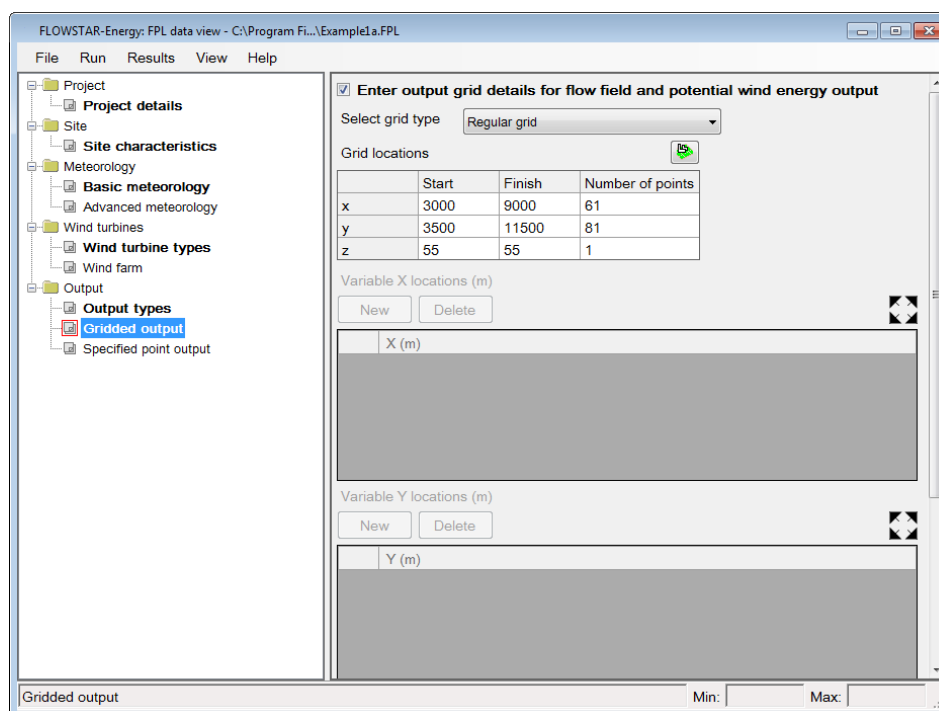 FLOWSTAR-Energy: FPL data view - C:\Program Fi...\Example1a.FPL
File Run Results View Help
Project
Project details
Site
Site characteristics
Meteorology
Basic meteorology
Advanced meteorology
Wind turbines
Wind turbine types
Wind farm
Output
Output types
Gridded output
Specified point output
Enter output grid details for flow field and potential wind energy output
Select grid type Regular grid
Grid locations
Start Finish Number of points
x 3000 9000 61
y 3500 11500 81
z 55 55 1
Variable X locations (m)
New Delete
X (m)
Variable Y locations (m)
New Delete
Y (m)
Gridded output Min: Max: